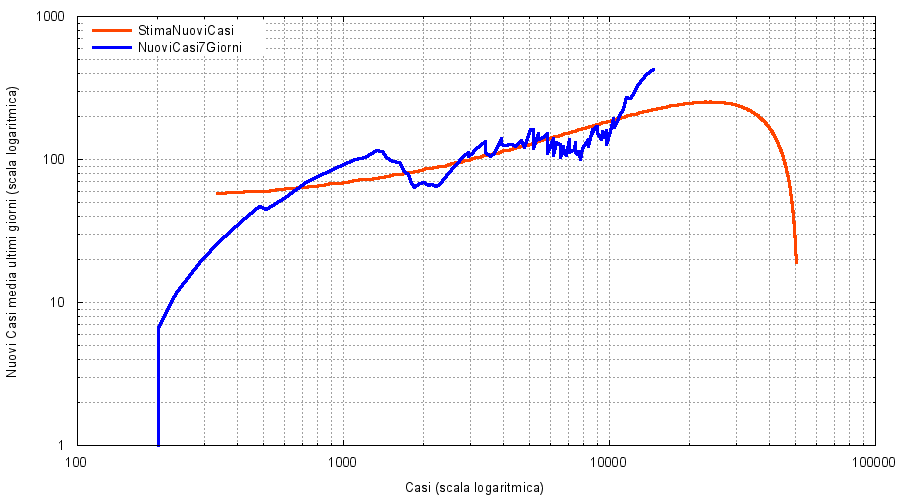 1000
StimaNuoviCasi
NuoviCasi7Giorni
100
10
1
100
1000
10000
100000
Nuovi Casi media ultimi giorni (scala logaritmica)
Casi (scala logaritmica)